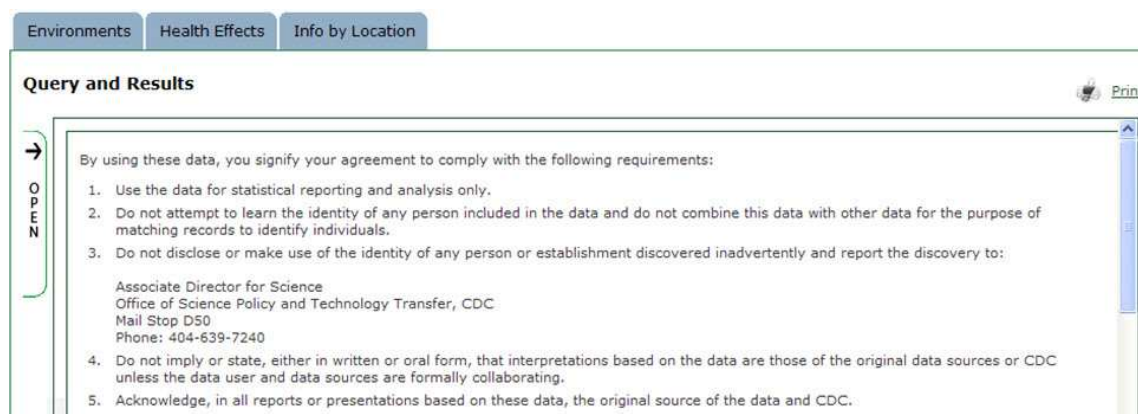 Environments Health Effects Info by Location
Query and Results
Prin
OPEN
By using these data, you signify your agreement to comply with the following requirements:
1. Use the data for statistical reporting and analysis only.
2. Do not attempt to learn the identity of any person included in the data and do not combine this data with other data for the purpose of
matching records to identify individuals.
3. Do not disclose or make use of the identity of any person or establishment discovered inadvertently and report the discovery to:
Associate Director for Science
Office of Science Policy and Technology Transfer, CDC
Mail Stop D50
Phone: 404-639-7240
4. Do not imply or state, either in written or oral form, that interpretations based on the data are those of the original data sources or CDC
unless the data user and data sources are formally collaborating.
5. Acknowledge, in all reports or presentations based on these data, the original source of the data and CDC.